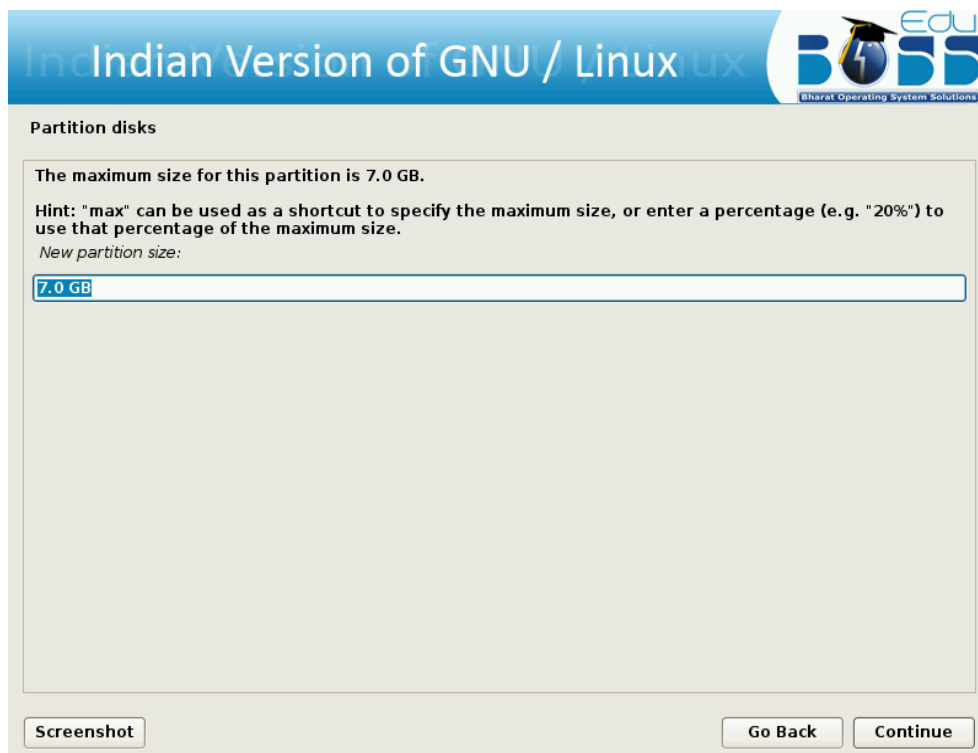 Indian Version of GNU / Linux
Edu
BOSS
Bharat Operating System Solutions
Partition disks
The maximum size for this partition is 7.0 GB.
Hint: "max" can be used as a shortcut to specify the maximum size, or enter a percentage (e.g. "20%") to
use that percentage of the maximum size.
New partition size:
7.0 GB
Screenshot
Go Back
Continue